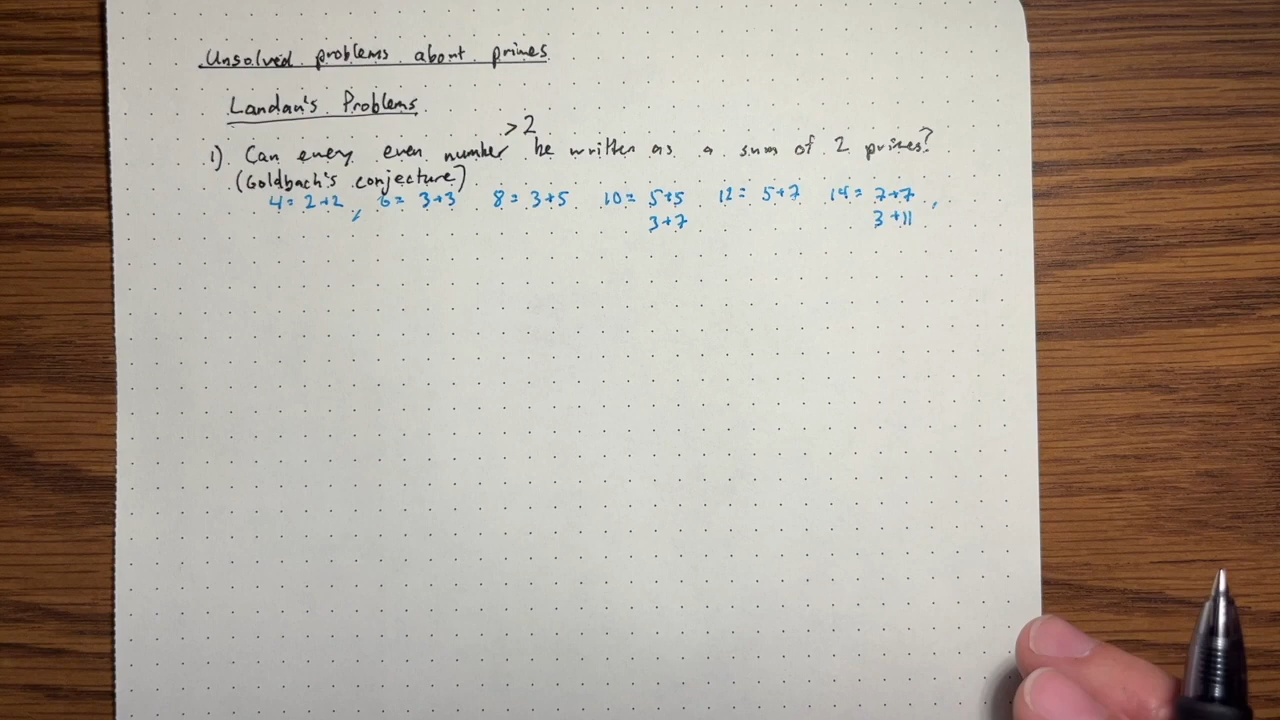 Unsolved problems about primes
Landau's Problems
> 2
1) Can every even number be written as a sum of 2 primes?
(Goldbach's conjecture)
4 = 2+2, 6 = 3+3 8 = 3+5 10 = 5+5 12 = 5+7 14 = 7+7,
3+7 3+11